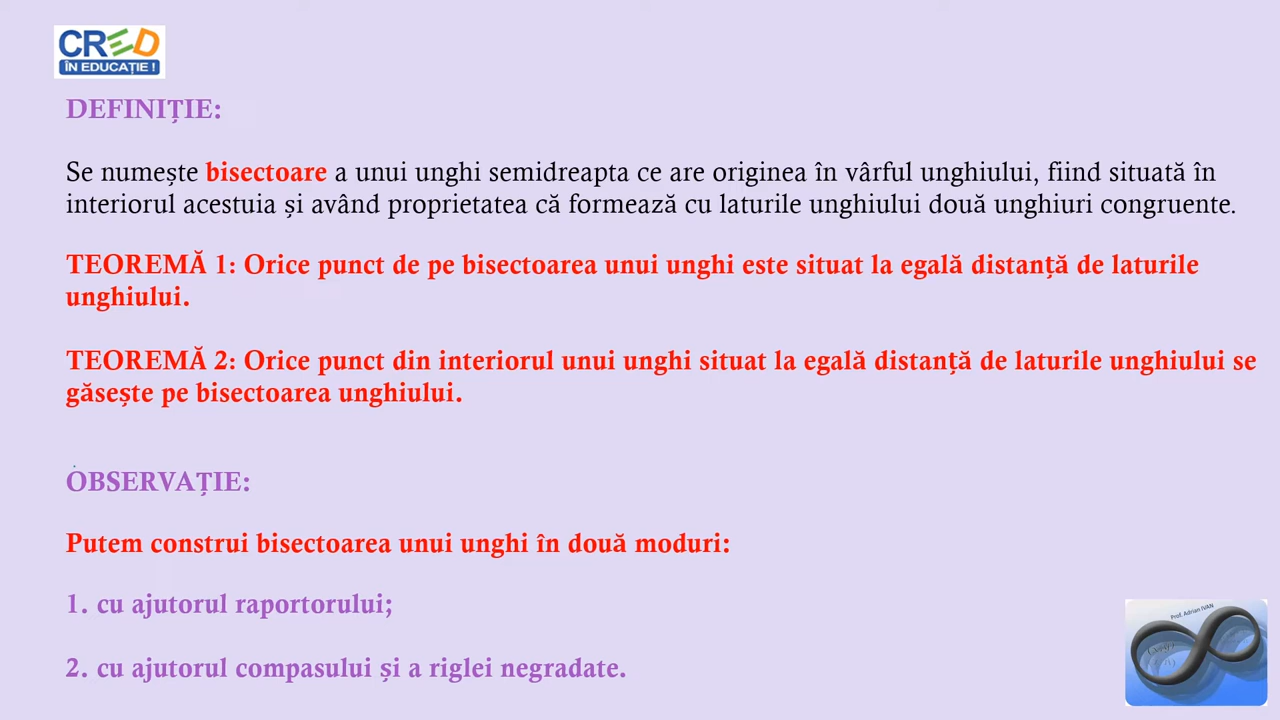 CRED
ÎN EDUCAȚIE !
DEFINIȚIE:
Se numește bisectoare a unui unghi semidreapta ce are originea în vârful unghiului, fiind situată în
interiorul acestuia și având proprietatea că formează cu laturile unghiului două unghiuri congruente.
TEOREMĂ 1: Orice punct de pe bisectoarea unui unghi este situat la egală distanță de laturile
unghiului.
TEOREMĂ 2: Orice punct din interiorul unui unghi situat la egală distanță de laturile unghiului se
găsește pe bisectoarea unghiului.
OBSERVAȚIE:
Putem construi bisectoarea unui unghi în două moduri:
1. cu ajutorul raportorului;
2. cu ajutorul compasului și a riglei negradate.
Prof. Adrian IVAN